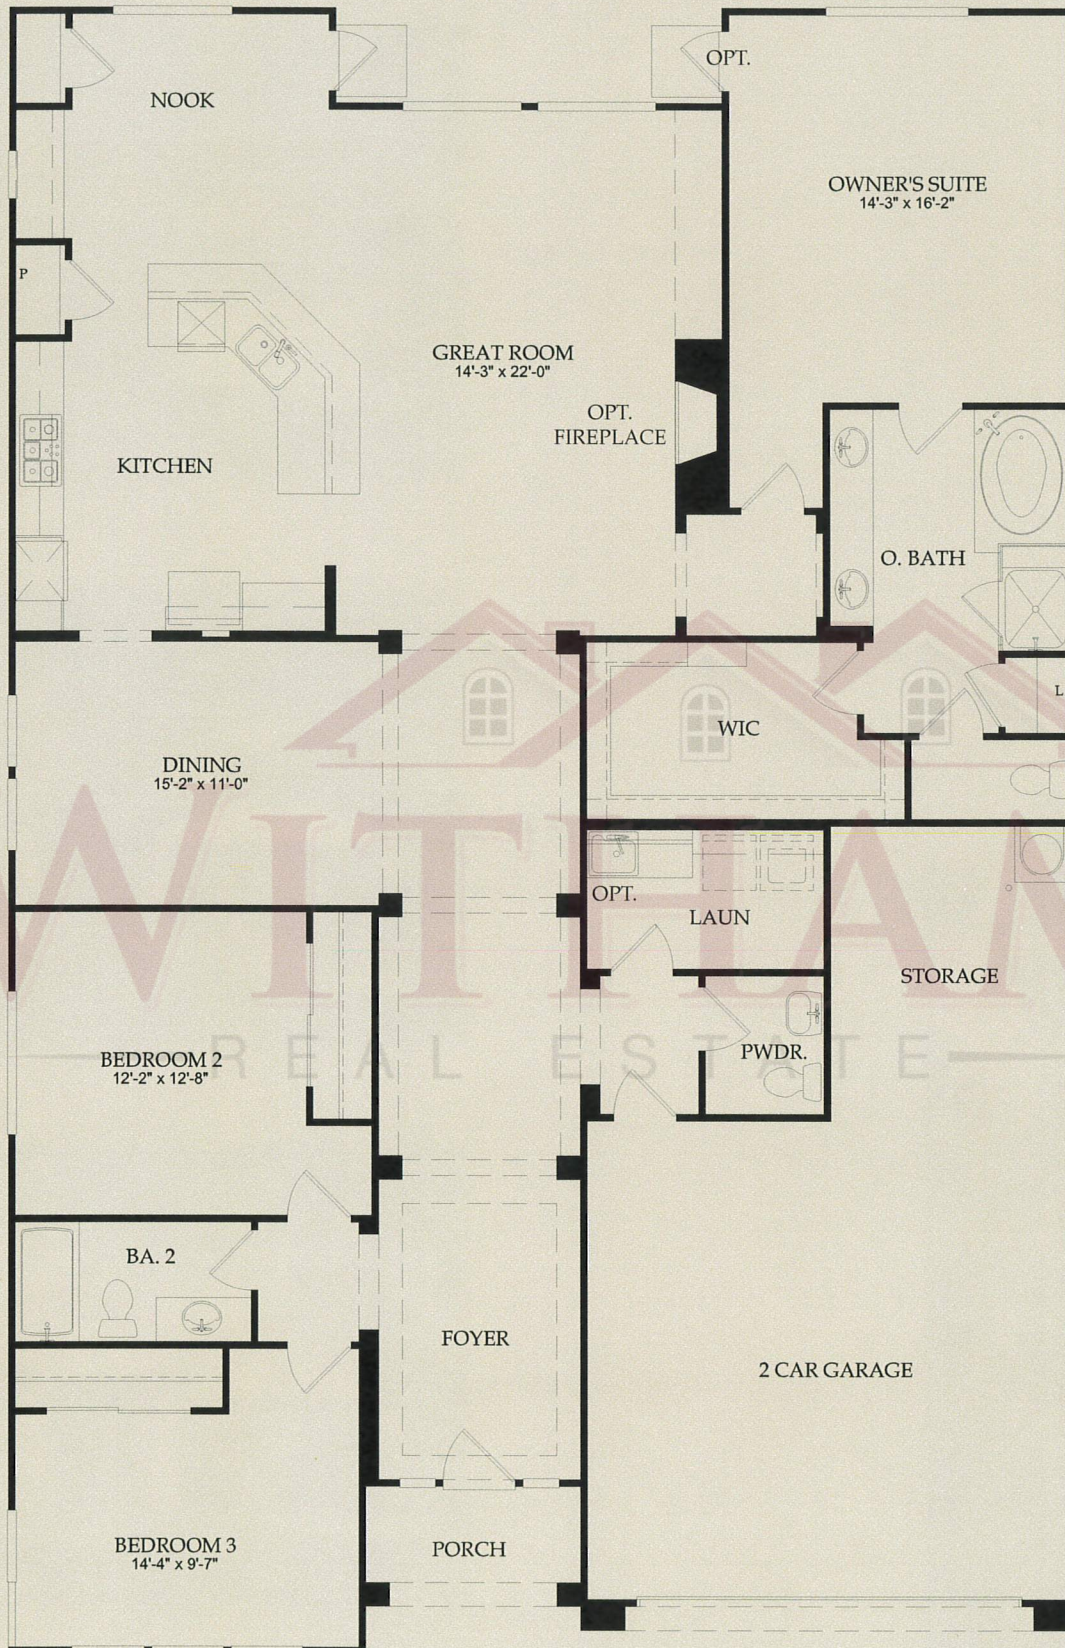 OPT.
NOOK
OWNER'S SUITE
14'-3" x 16'-2"
P
GREAT ROOM
14'-3" x 22'-0"
OPT.
FIREPLACE
KITCHEN
O. BATH
L
WIC
DINING
15'-2" x 11'-0"
WITHAM
OPT.
LAUN
STORAGE
REAL ESTATE
PWDR.
BEDROOM 2
12'-2" x 12'-8"
BA. 2
FOYER
2 CAR GARAGE
BEDROOM 3
14'-4" x 9'-7"
PORCH